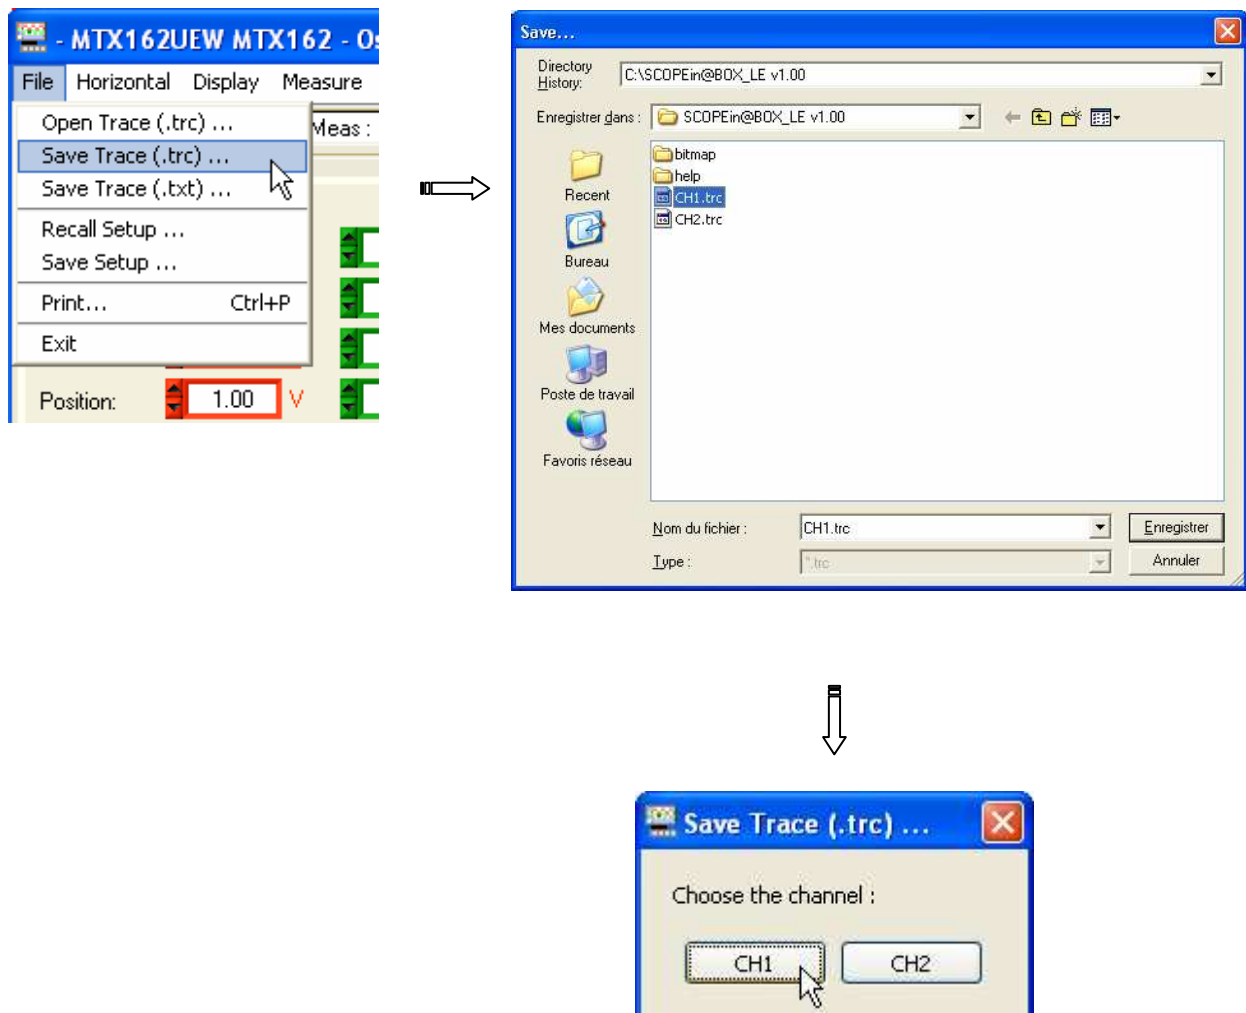 - MTX162UEW MTX162 - Os
File Horizontal Display Measure
Open Trace (.trc) ...
Meas :
Save Trace (.trc) ...
Save Trace (.txt) ...
Recall Setup ...
Save Setup ...
Print... Ctrl+P
Exit
Position: 1.00 V
Save...
Directory
History:
C:\SCOPEin@BOX_LE v1.00
Enregistrer dans : SCOPEin@BOX_LE v1.00
bitmap
help
CH1.trc
CH2.trc
Recent
Bureau
Mes documents
Poste de travail
Favoris réseau
Nom du fichier : CH1.trc Enregistrer
Type : *.trc Annuler
Save Trace (.trc) ...
Choose the channel :
CH1 CH2